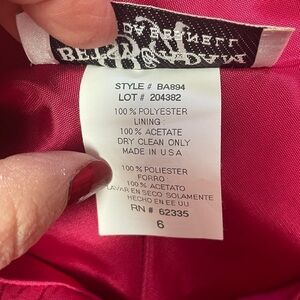 STYLE # BA894
LOT # 204382
100% POLYESTER
LINING:
100% ACETATE
DRY CLEAN ONLY
MADE IN U.S.A
100% POLIESTER
FORRO
100% ACETATO
LAVAR EN SECO SOLAMENTE
HECHO EN EE UU
RN # 62335
6